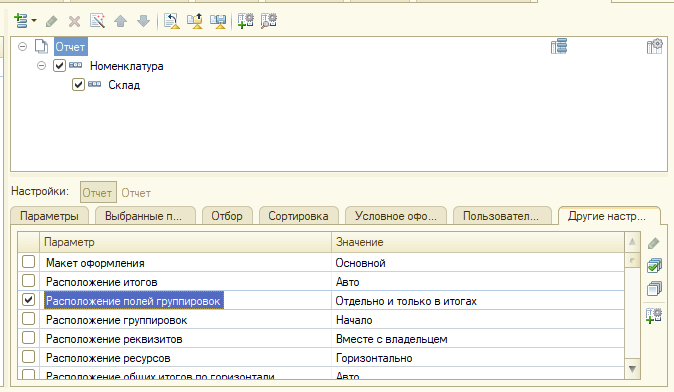 Отчет
Номенклатура
Склад
Настройки: Отчет Отчет
Параметры Выбранные п... Отбор Сортировка Условное офо... Пользовател... Другие настр...
Параметр Значение
Макет оформления Основной
Расположение итогов Авто
Расположение полей группировок Отдельно и только в итогах
Расположение группировок Начало
Расположение реквизитов Вместе с владельцем
Расположение ресурсов Горизонтально
Расположение общих итогов по горизонтали Авто